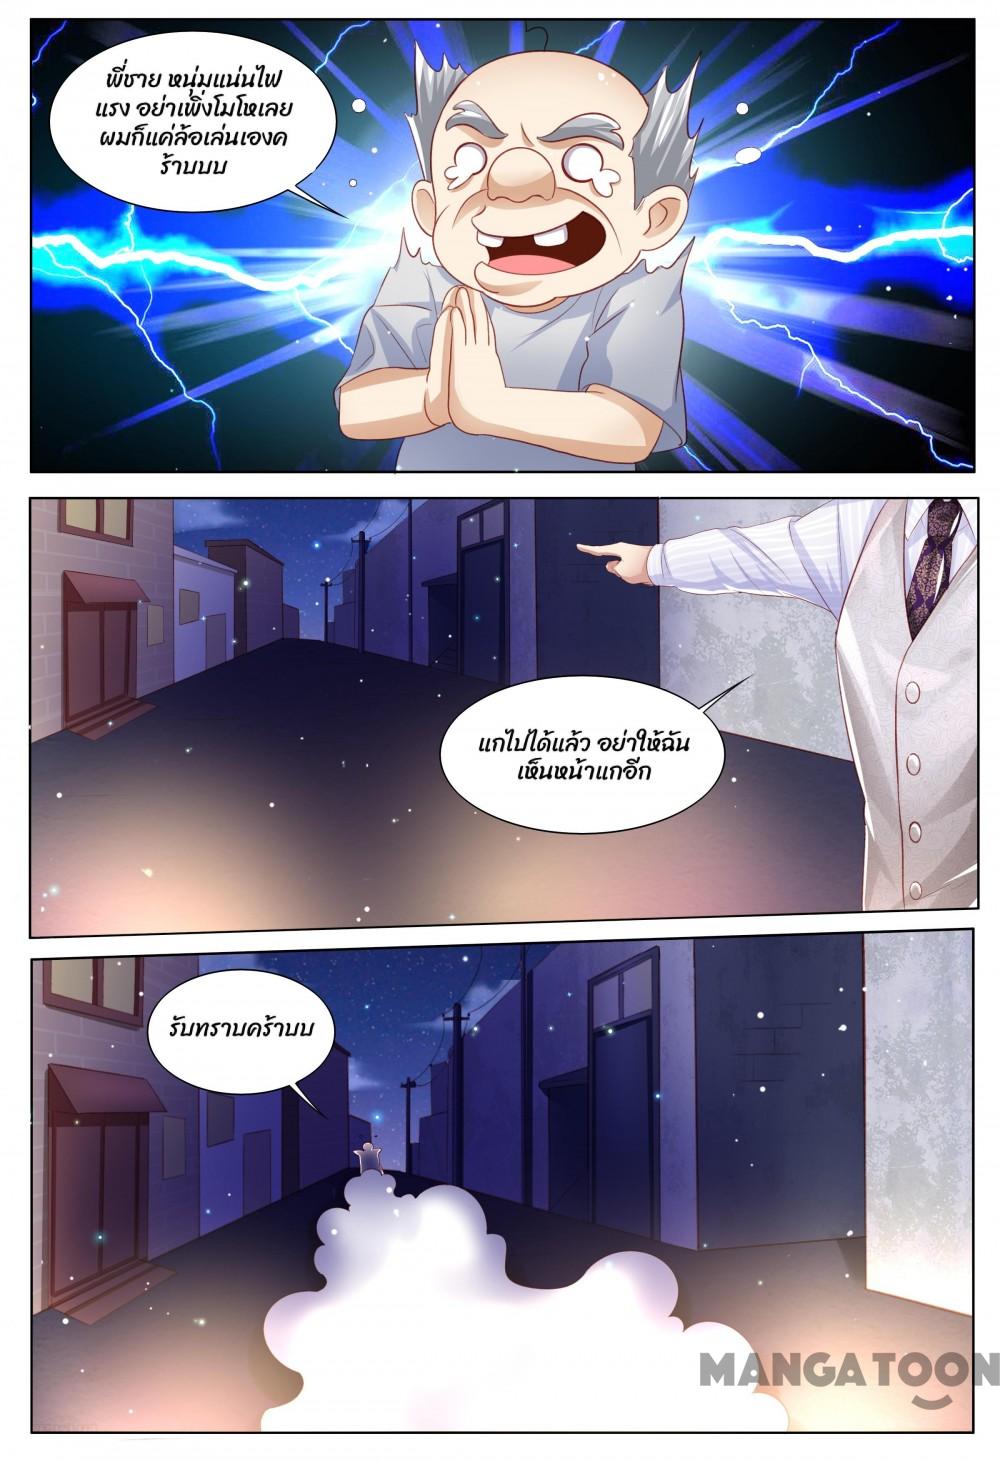 พี่ชาย หนุ่มแน่นไฟ
แรง อย่าเพิ่งโมโหเลย
ผมก็แค่ล้อเล่นเองค
ร้าบบบ
แกไปได้แล้ว อย่าให้ฉัน
เห็นหน้าแกอีก
รับทราบคร้าบบ
MANGATOON